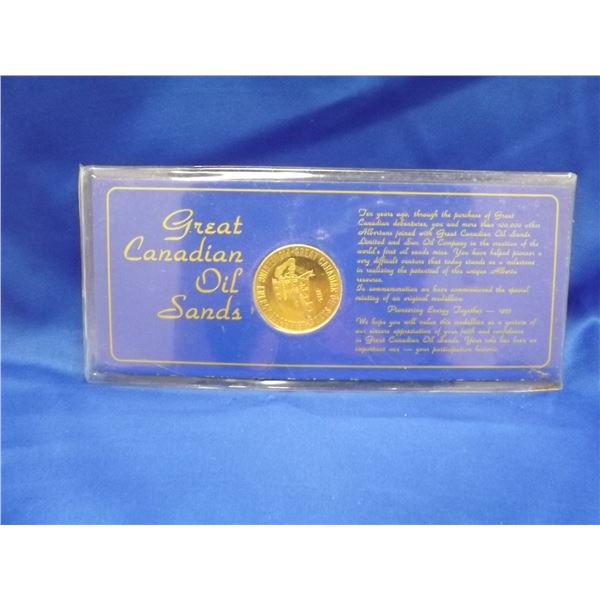 Great
Canadian
Oil
Sands
GREAT CANADIAN OIL
Ten years ago, through the purchase of Great
Canadian debentures, you and more than 100,000 other
Albertans joined with Great Canadian Oil Sands
Limited and Sun Oil Company in the creation of the
world's first oil sands mine. You have helped pioneer a
very difficult venture that today stands as a milestone
in realizing the potential of this unique Alberta
resource.
In commemoration we have commissioned the special
minting of an original medallion.
Pioneering Energy Together —
We hope you will value this medallion as a gesture of
our sincere appreciation of your faith and confidence
in Great Canadian Oil Sands. Your role has been an
important one — your participation historic.